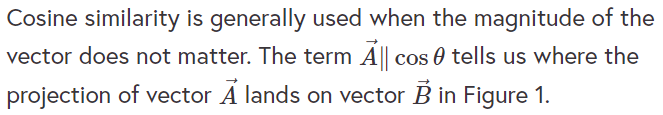 Cosine similarity is generally used when the magnitude of the
vector does not matter. The term $\vec{A}|| \cos \theta$ tells us where the
projection of vector $\vec{A}$ lands on vector $\vec{B}$ in Figure 1.